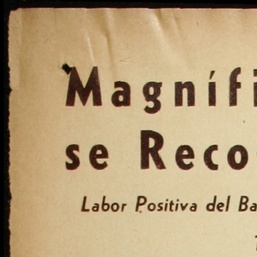 Magnífi
se Reco
Labor Positiva del Ba